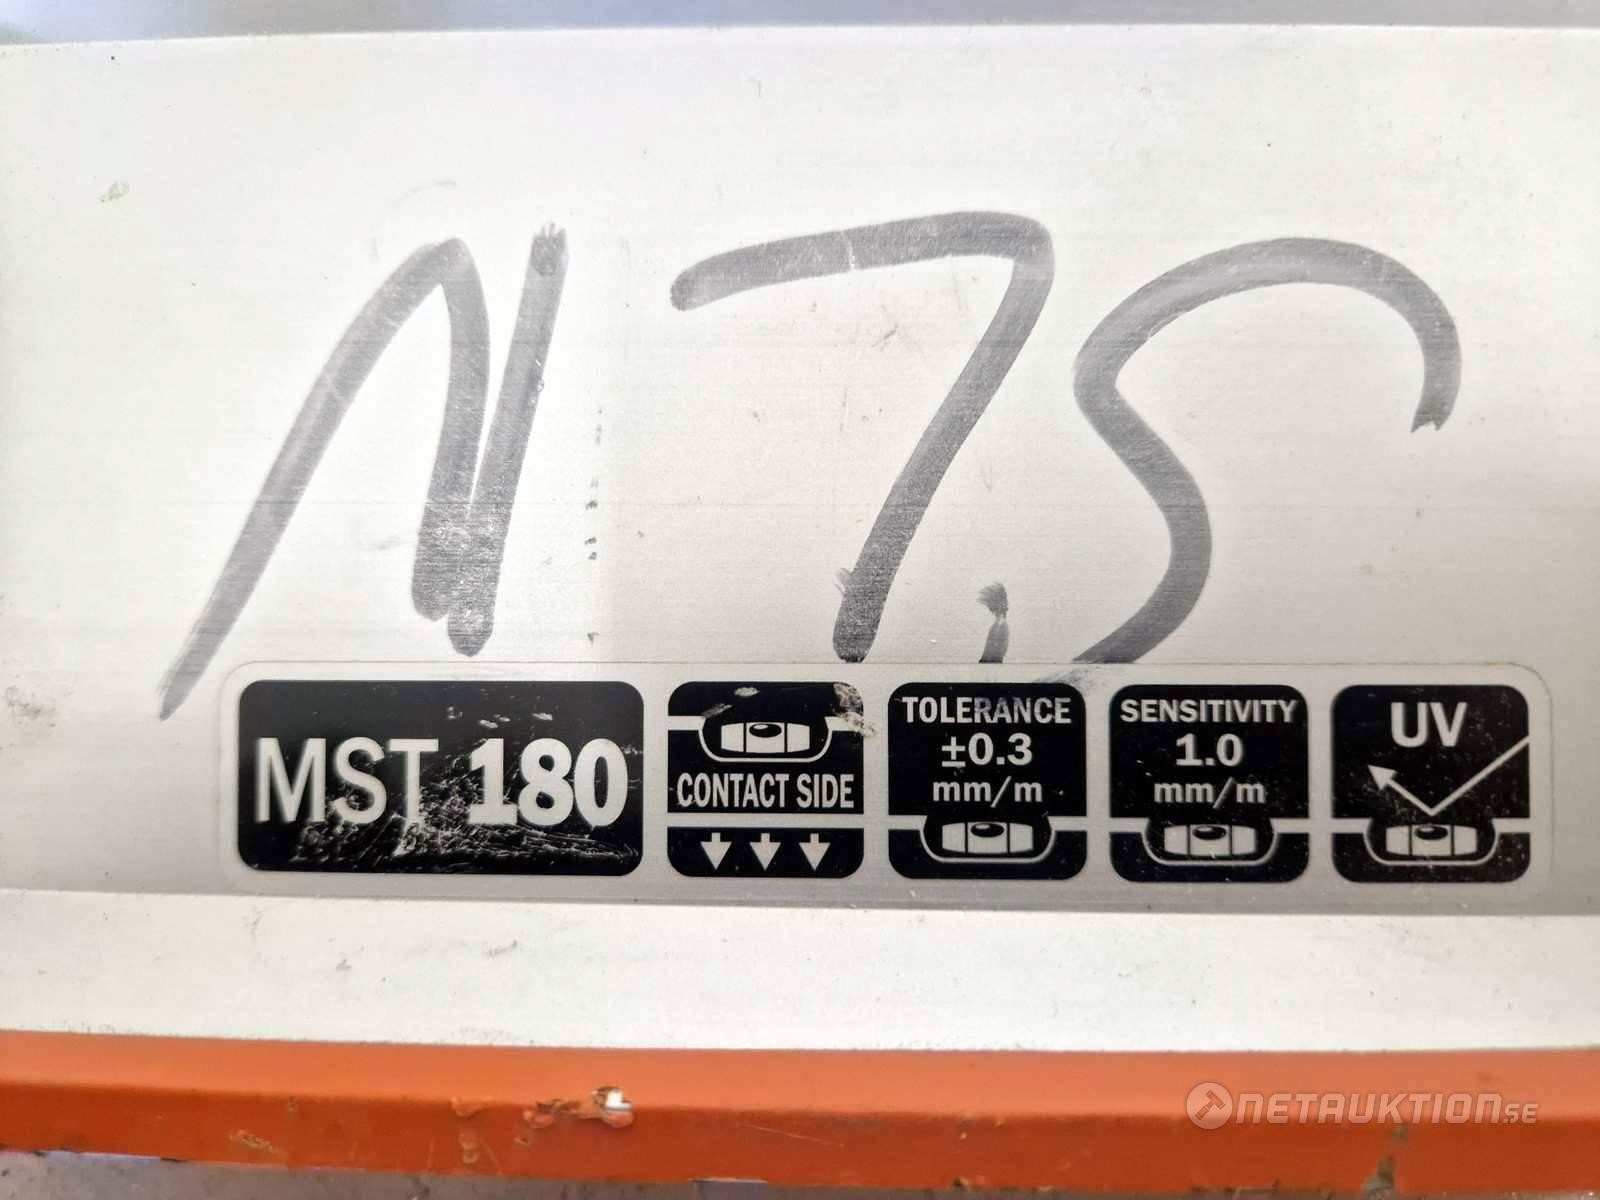 N 7,5
MST 180
CONTACT SIDE
TOLERANCE
±0.3
mm/m
SENSITIVITY
1.0
mm/m
UV
NETAUKTION.SE